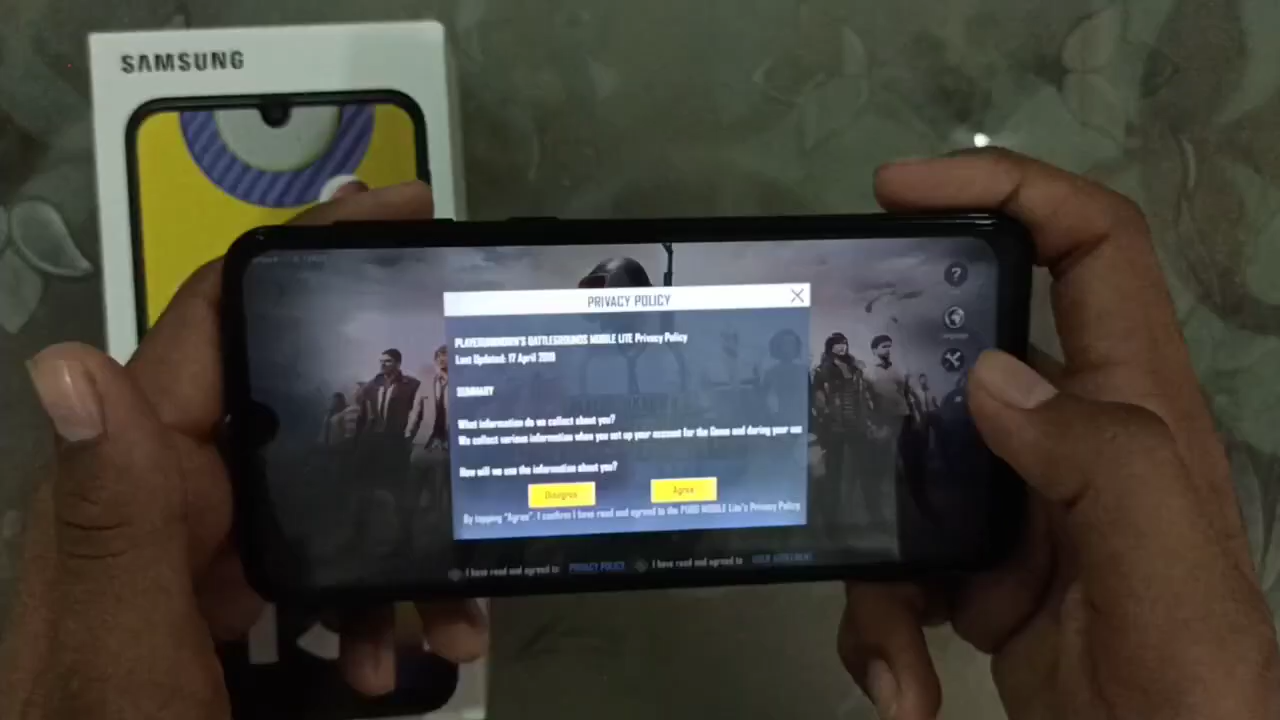 SAMSUNG
PRIVACY POLICY
PLAYERUNKNOWN'S BATTLEGROUNDS MOBILE LITE Privacy Policy
Last Updated: 17 April 2019
SUMMARY
What information do we collect about you?
We collect various information when you set up your account for the Game and during your use
How will we use the information about you?
Disagree
Agree
By tapping "Agree", I confirm I have read and agreed to the PUBG MOBILE Lite's Privacy Policy
I have read and agreed to PRIVACY POLICY I have read and agreed to USER AGREEMENT